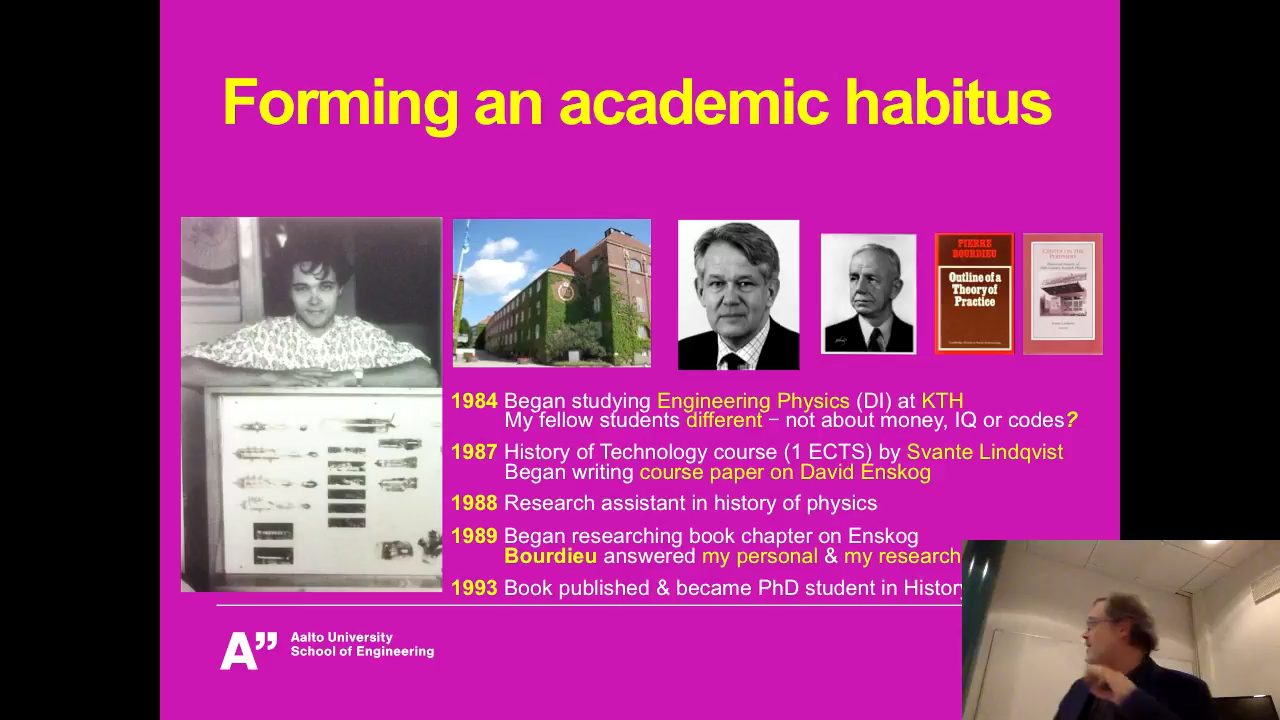 Forming an academic habitus
PIERRE
BOURDIEU
Outline of a
Theory of
Practice
CENTER ON THE
PERIPHERY
1984 Began studying Engineering Physics (DI) at KTH
My fellow students different – not about money, IQ or codes?
1987 History of Technology course (1 ECTS) by Svante Lindqvist
Began writing course paper on David Enskog
1988 Research assistant in history of physics
1989 Began researching book chapter on Enskog
Bourdieu answered my personal & my research
1993 Book published & became PhD student in History
A”
Aalto University
School of Engineering